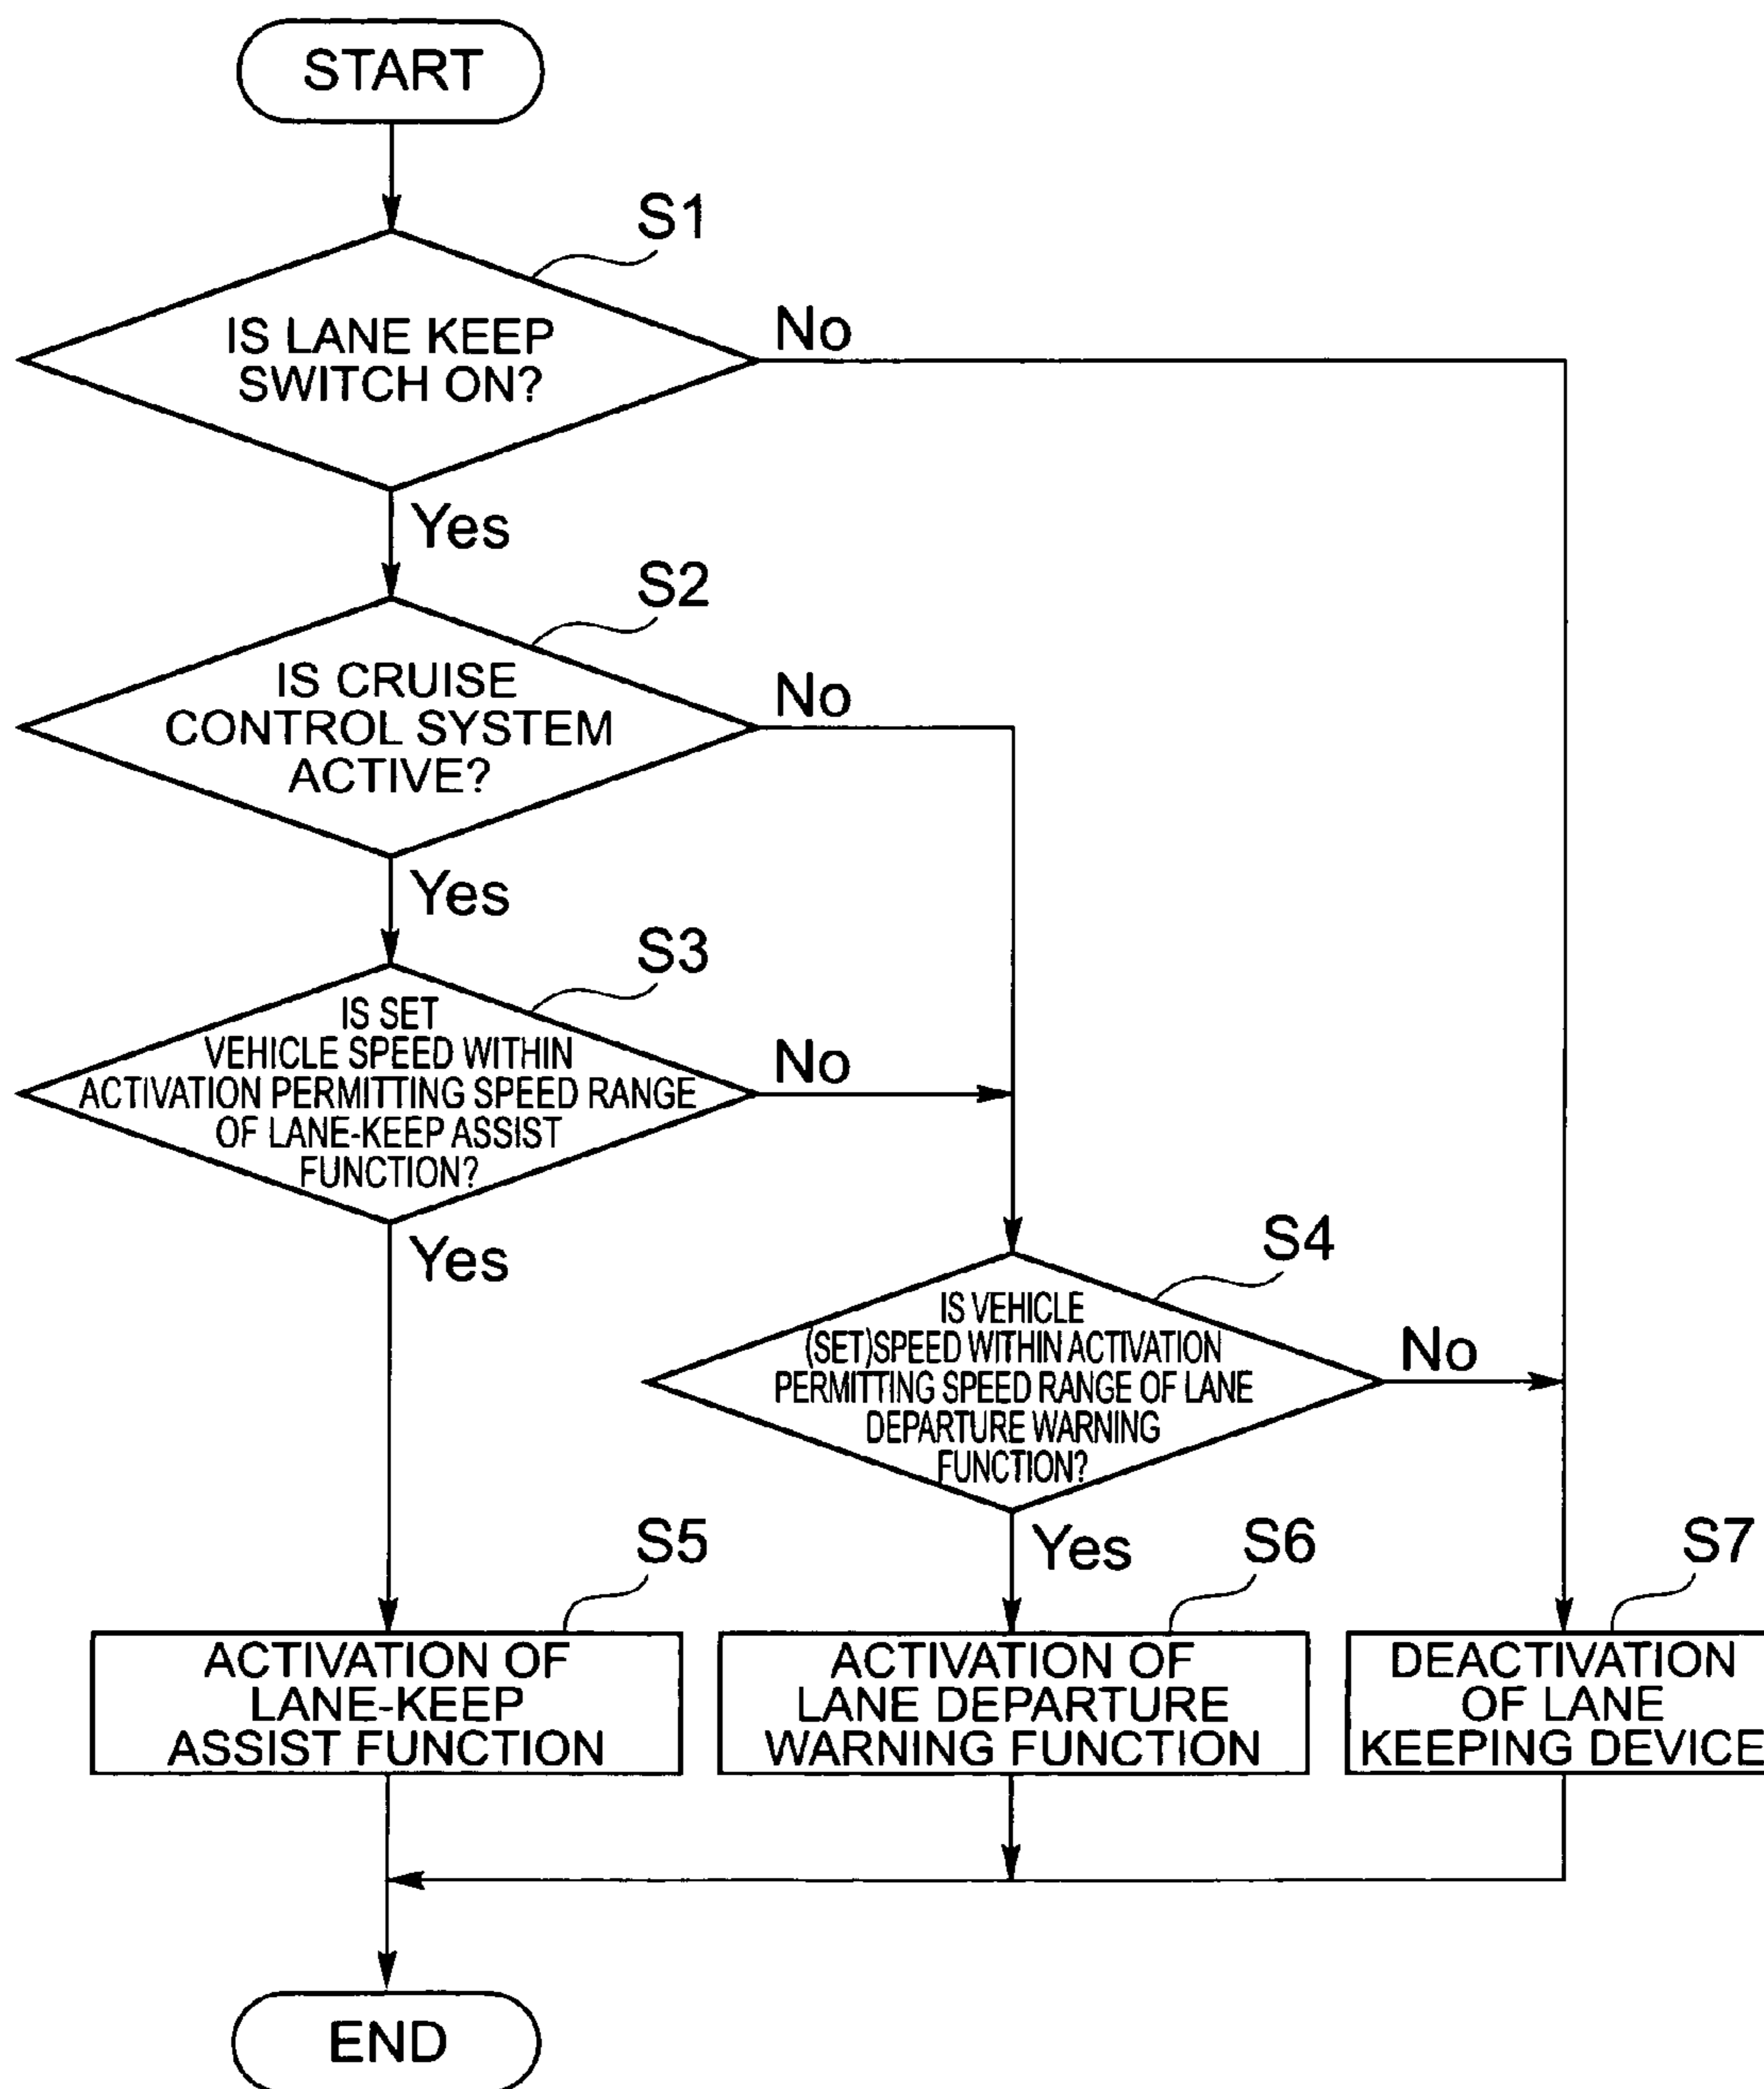 START
S1
IS LANE KEEP
SWITCH ON?
No
Yes
S2
IS CRUISE
CONTROL SYSTEM
ACTIVE?
No
Yes
S3
IS SET
VEHICLE SPEED WITHIN
ACTIVATION PERMITTING SPEED RANGE
OF LANE-KEEP ASSIST
FUNCTION?
No
Yes
S4
IS VEHICLE
(SET)SPEED WITHIN ACTIVATION
PERMITTING SPEED RANGE OF LANE
DEPARTURE WARNING
FUNCTION?
No
Yes
S5
ACTIVATION OF
LANE-KEEP
ASSIST FUNCTION
S6
ACTIVATION OF
LANE DEPARTURE
WARNING FUNCTION
S7
DEACTIVATION
OF LANE
KEEPING DEVICE
END